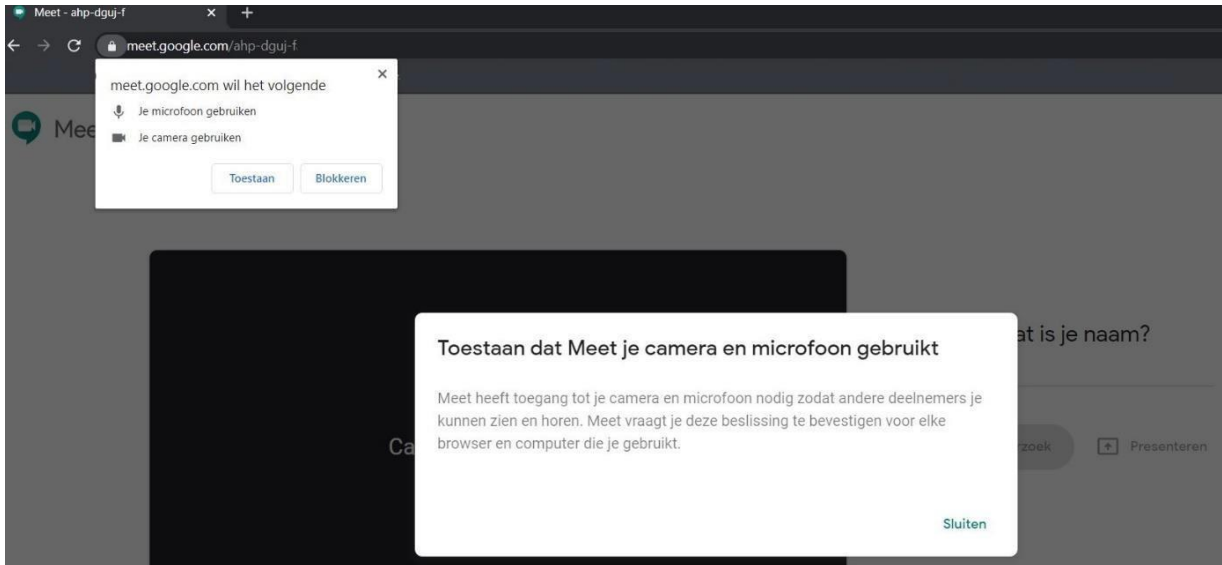 Meet - ahp-dguj-f
meet.google.com/ahp-dguj-f
meet.google.com wil het volgende
Je microfoon gebruiken
Je camera gebruiken
Toestaan Blokkeren
Mee
Toestaan dat Meet je camera en microfoon gebruikt
Meet heeft toegang tot je camera en microfoon nodig zodat andere deelnemers je
kunnen zien en horen. Meet vraagt je deze beslissing te bevestigen voor elke
browser en computer die je gebruikt.
Sluiten
at is je naam?
Ca
rzoek Presenteren